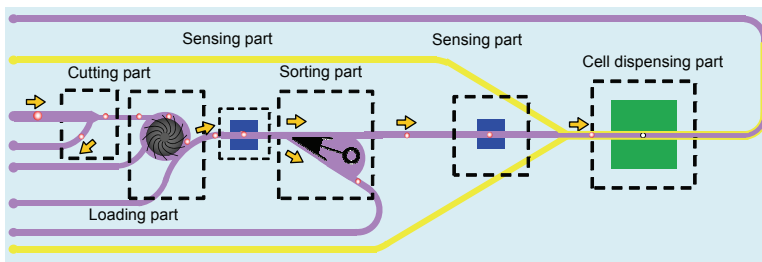 Sensing part
Sensing part
Cutting part
Sorting part
Cell dispensing part
Loading part